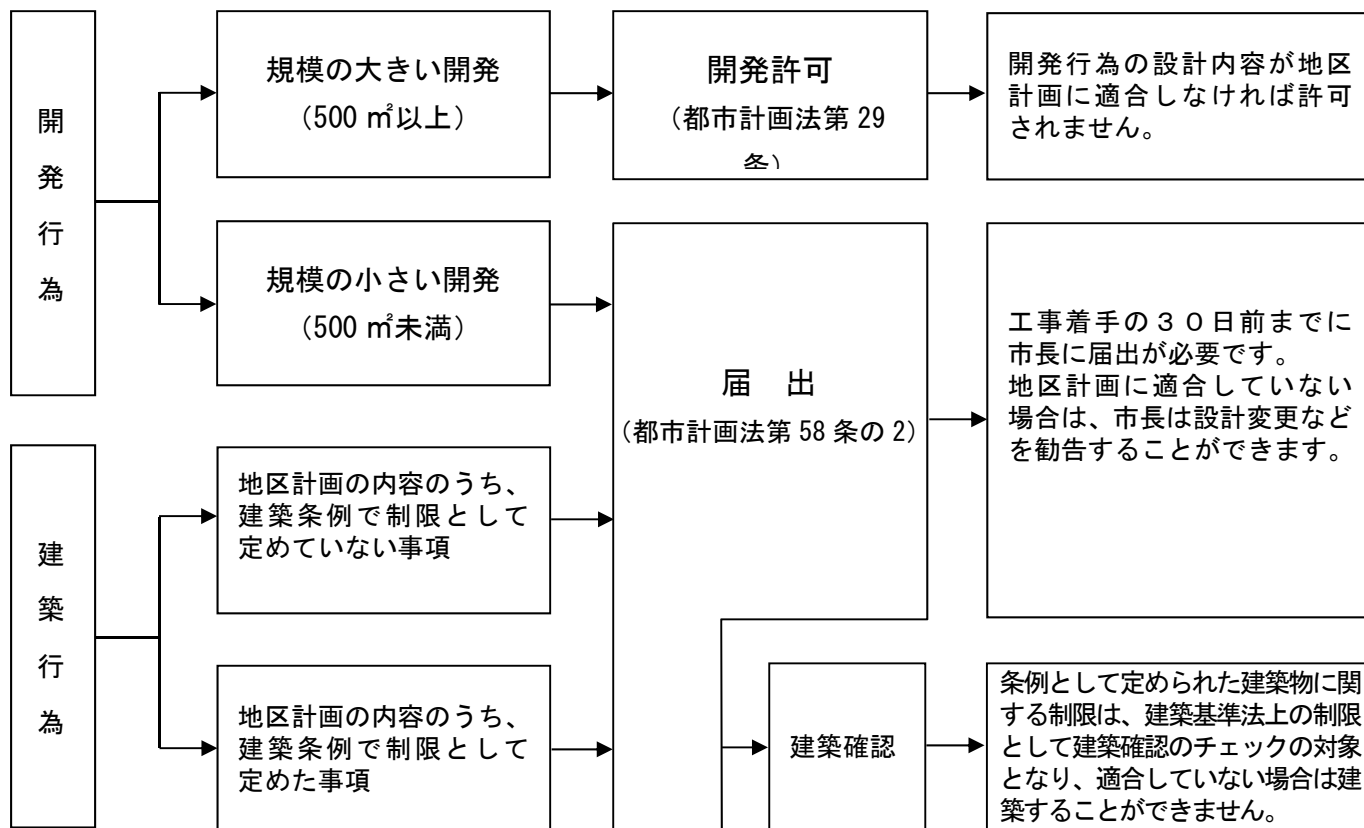 開発行為
規模の大きい開発
（500 ㎡以上）
開発許可
（都市計画法第 29
条）
開発行為の設計内容が地区
計画に適合しなければ許可
されません。
規模の小さい開発
（500 ㎡未満）
届　出
（都市計画法第 58 条の 2）
工事着手の３０日前までに
市長に届出が必要です。
地区計画に適合していない
場合は、市長は設計変更など
を勧告することができます。
建築行為
地区計画の内容のうち、
建築条例で制限として
定めていない事項
地区計画の内容のうち、
建築条例で制限として
定めた事項
建築確認
条例として定められた建築物に関
する制限は、建築基準法上の制限
として建築確認のチェックの対象
となり、適合していない場合は建
築することができません。